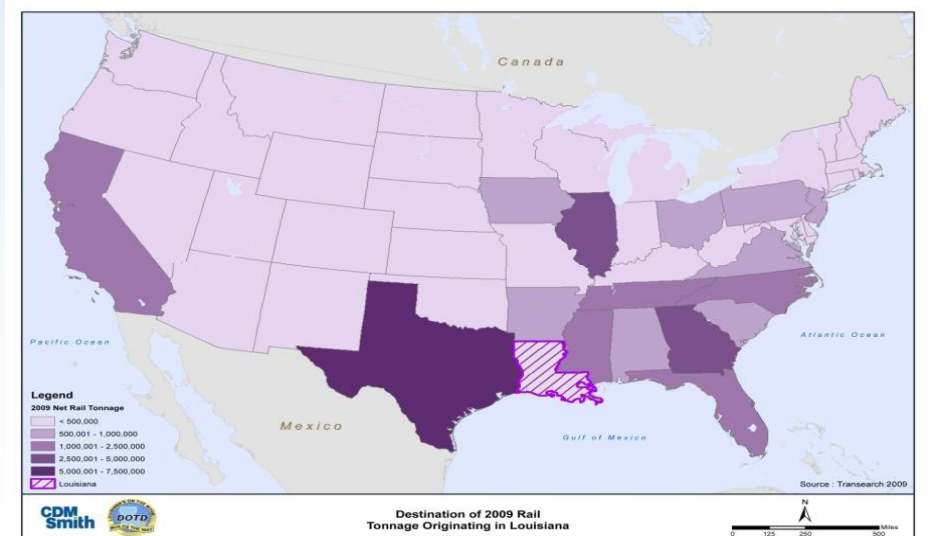 Canada
Pacific Ocean
Atlantic Ocean
Mexico
Gulf of Mexico
Legend
2009 Net Rail Tonnage
< 500,000
500,001 - 1,000,000
1,000,001 - 2,500,000
2,500,001 - 5,000,000
5,000,001 - 7,500,000
Louisiana
Source : Transearch 2009
CDM
Smith
DOTD
Destination of 2009 Rail
Tonnage Originating in Louisiana
N
Miles
0 125 250 500